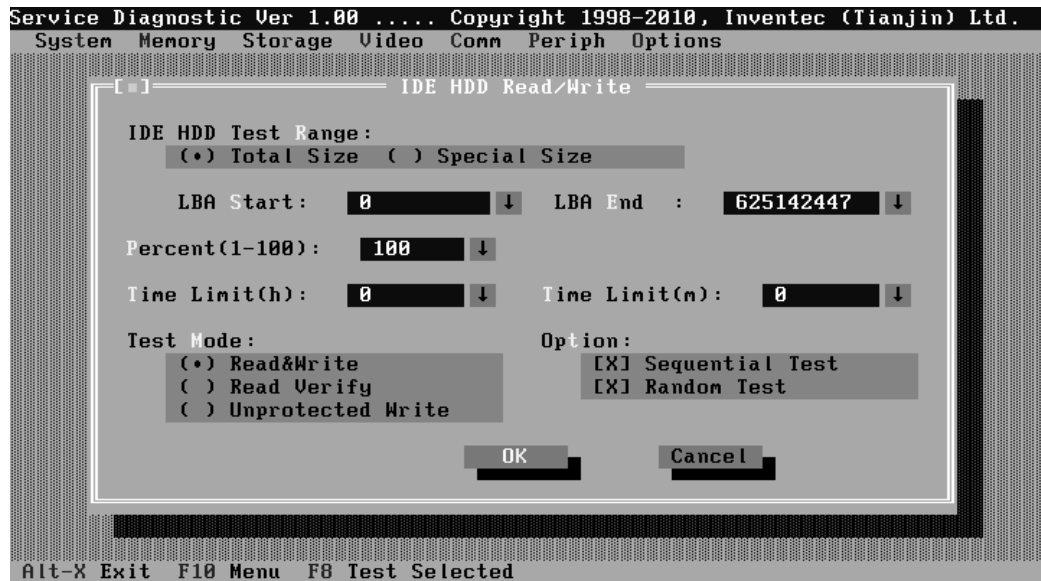 Service Diagnostic Ver 1.00 ..... Copyright 1998-2010, Inventec (Tianjin) Ltd.
System Memory Storage Video Comm Periph Options
[■] IDE HDD Read/Write
IDE HDD Test Range:
(•) Total Size ( ) Special Size
LBA Start: 0 ↓ LBA End : 625142447 ↓
Percent(1-100): 100 ↓
Time Limit(h): 0 ↓ Time Limit(m): 0 ↓
Test Mode: Option:
(•) Read&Write [X] Sequential Test
( ) Read Verify [X] Random Test
( ) Unprotected Write
OK Cancel
Alt-X Exit F10 Menu F8 Test Selected